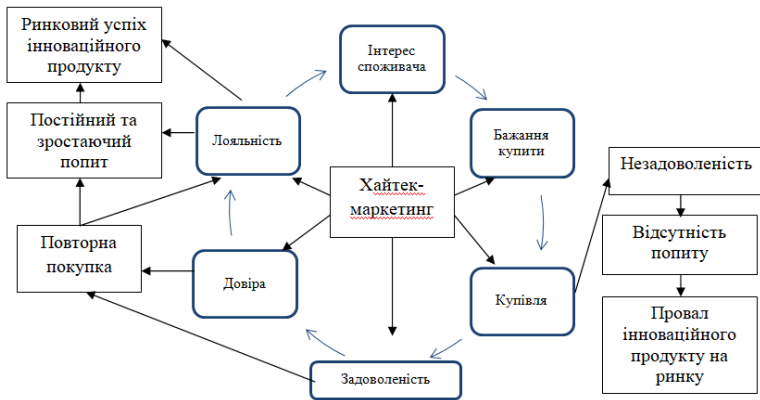 Ринковий успіх
інноваційного
продукту
Інтерес
споживача
Постійний та
зростаючий
попит
Лояльність
Бажання
купити
Хайтек-
маркетинг
Незадоволеність
Відсутність
попиту
Повторна
покупка
Довіра
Купівля
Провал
інноваційного
продукту на
ринку
Задоволеність